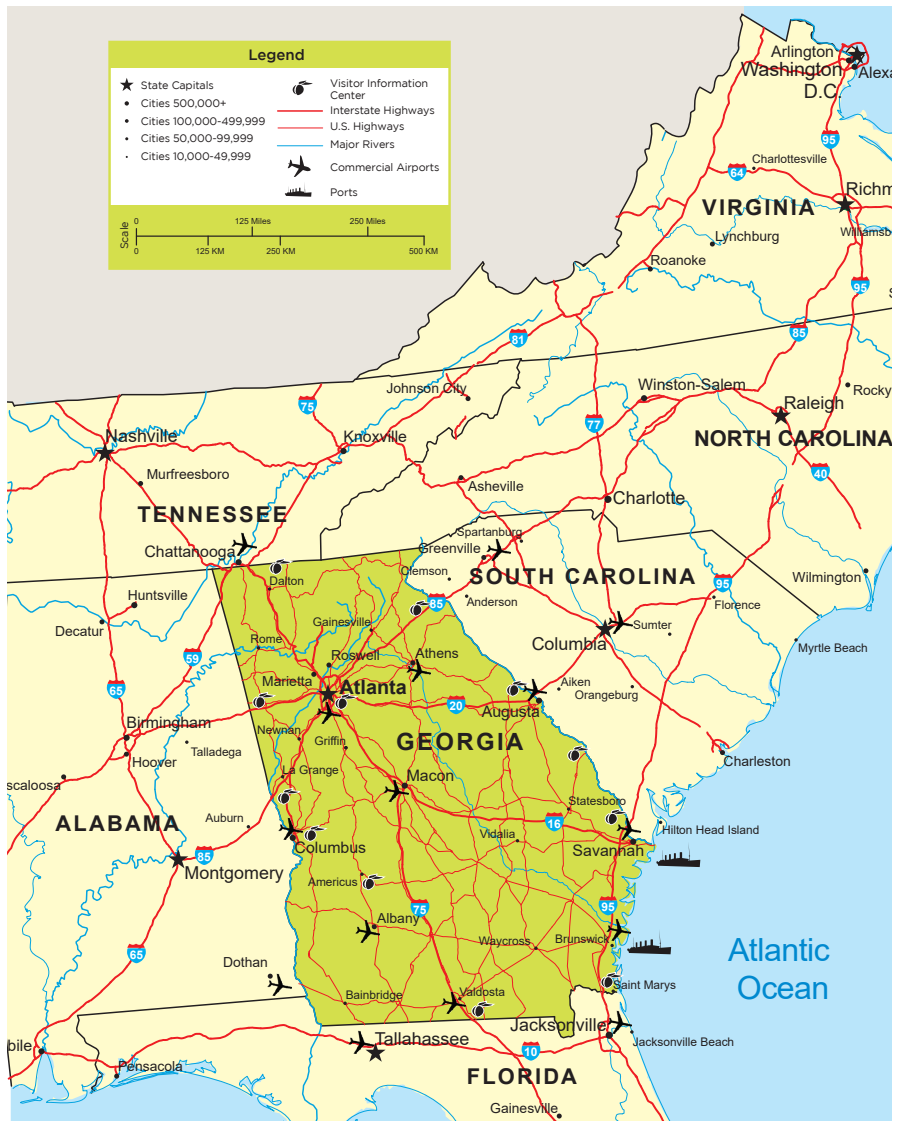 Legend
State Capitals
Cities 500,000+
Cities 100,000-499,999
Cities 50,000-99,999
Cities 10,000-49,999
Visitor Information
Center
Interstate Highways
U.S. Highways
Major Rivers
Commercial Airports
Ports
Scale
0
125 Miles
250 Miles
0
125 KM
250 KM
500 KM
Arlington
Washington
D.C.
Alexa
95
Charlottesville
64
Richm
VIRGINIA
Williamsb
Lynchburg
Roanoke
95
85
81
Johnson City
75
Winston-Salem
Rocky
Raleigh
77
Nashville
Knoxville
NORTH CAROLINA
Murfreesboro
Asheville
40
Charlotte
TENNESSEE
Spartanburg
Chattanooga
Greenville
Clemson
SOUTH CAROLINA
Wilmington
Dalton
95
Huntsville
Anderson
85
Florence
Decatur
Gainesville
Sumter
Rome
Columbia
Myrtle Beach
59
Roswell
Athens
Marietta
Atlanta
Aiken
Orangeburg
65
20
Augusta
Birmingham
Newnan
Griffin
GEORGIA
Talladega
Hoover
Charleston
La Grange
Macon
scaloosa
Statesboro
ALABAMA
Auburn
16
Vidalia
Hilton Head Island
Columbus
Savannah
85
Montgomery
Americus
75
95
Albany
Waycross
Brunswick
65
Atlantic
Ocean
Dothan
Saint Marys
Bainbridge
Valdosta
Jacksonville
Tallahassee
Jacksonville Beach
bile
10
Pensacola
FLORIDA
Gainesville